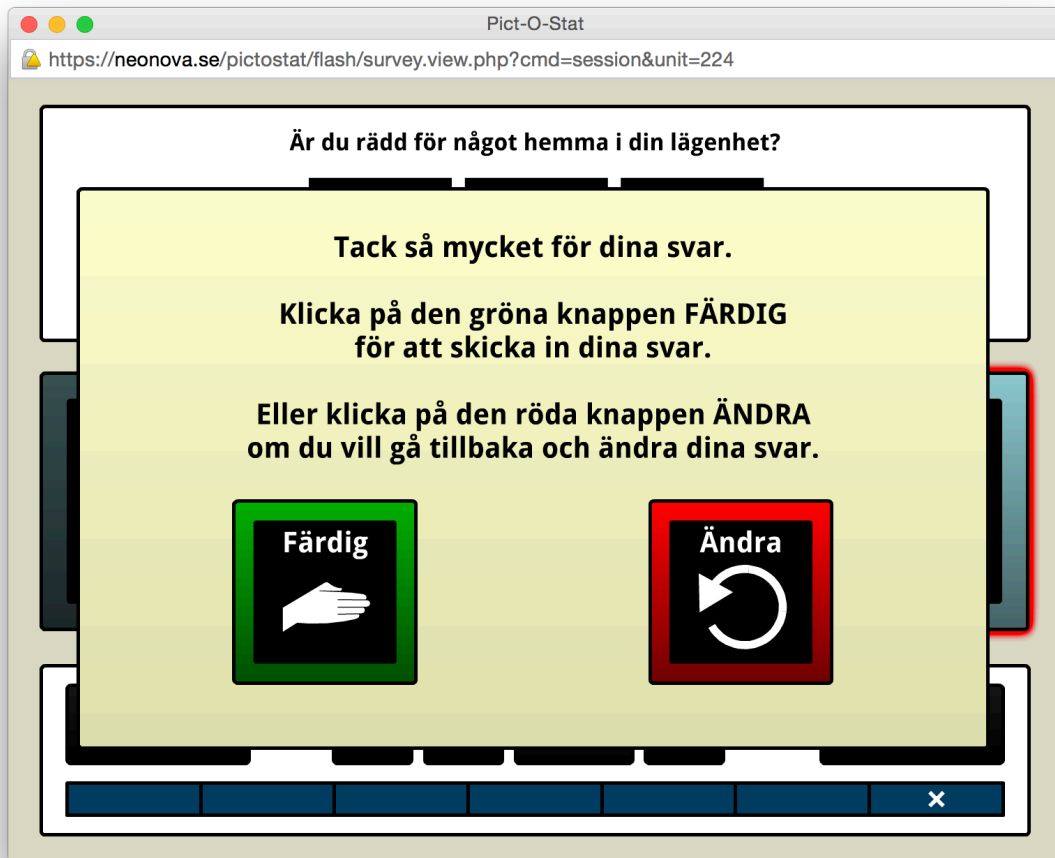 Pict-O-Stat
https://neonova.se/pictostat/flash/survey.view.php?cmd=session&unit=224
Är du rädd för något hemma i din lägenhet?
Tack så mycket för dina svar.
Klicka på den gröna knappen FÄRDIG
för att skicka in dina svar.
Eller klicka på den röda knappen ÄNDRA
om du vill gå tillbaka och ändra dina svar.
Färdig
Ändra